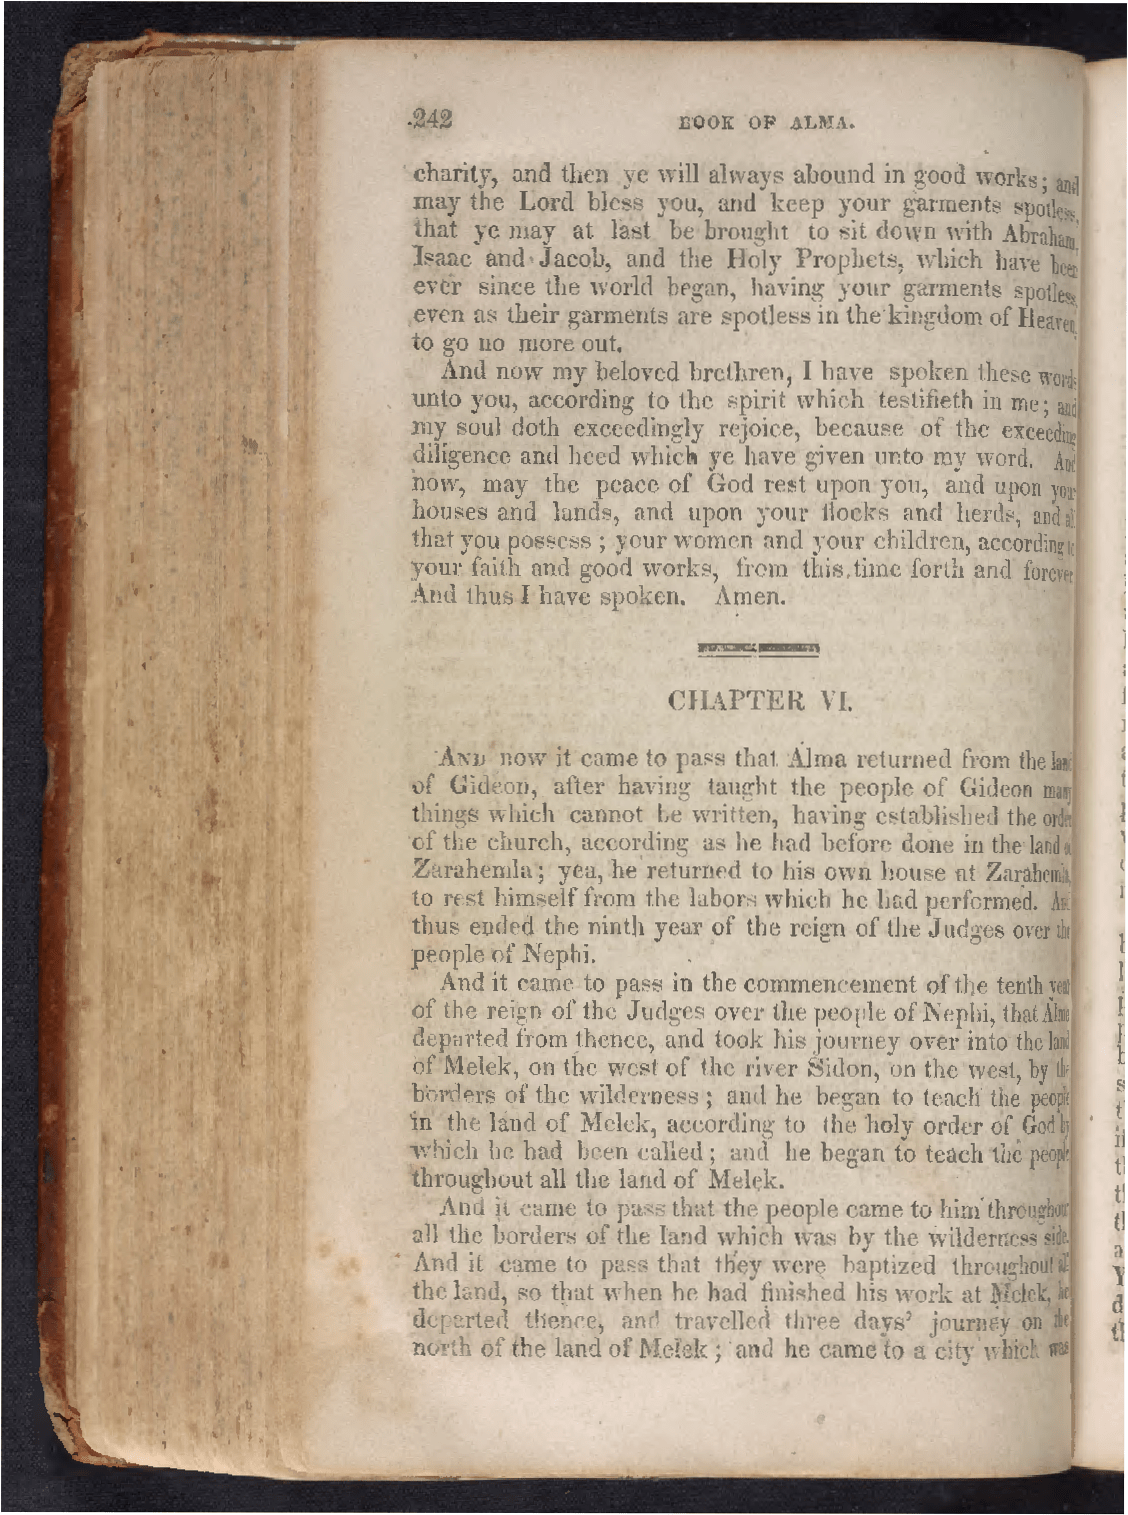 242 BOOK OF ALMA.
charity, and then ye will always abound in good works; and
may the Lord bless you, and keep your garments spotless,
that ye may at last be brought to sit down with Abraham,
Isaac and Jacob, and the Holy Prophets, which have been
ever since the world began, having your garments spotless,
even as their garments are spotless in the kingdom of Heaven,
to go no more out.
And now my beloved brethren, I have spoken these words
unto you, according to the spirit which testifieth in me; and
my soul doth exceedingly rejoice, because of the exceeding
diligence and heed which ye have given unto my word. And
now, may the peace of God rest upon you, and upon your
houses and lands, and upon your flocks and herds, and all
that you possess; your women and your children, according to
your faith and good works, from this time forth and forever
And thus I have spoken. Amen.
CHAPTER VI.
AND now it came to pass that Alma returned from the land
of Gideon, after having taught the people of Gideon many
things which cannot be written, having established the order
of the church, according as he had before done in the land of
Zarahemla; yea, he returned to his own house at Zarahemla,
to rest himself from the labors which he had performed. And
thus ended the ninth year of the reign of the Judges over the
people of Nephi.
And it came to pass in the commencement of the tenth year
of the reign of the Judges over the people of Nephi, that Alma
departed from thence, and took his journey over into the land
of Melek, on the west of the river Sidon, on the west, by the
borders of the wilderness; and he began to teach the people
in the land of Melek, according to the holy order of God by
which he had been called; and he began to teach the people
throughout all the land of Melek.
And it came to pass that the people came to him throughout
all the borders of the land which was by the wilderness side.
And it came to pass that they were baptized throughout all
the land, so that when he had finished his work at Melek, he
departed thence, and travelled three days' journey on the
north of the land of Melek; and he came to a city which was